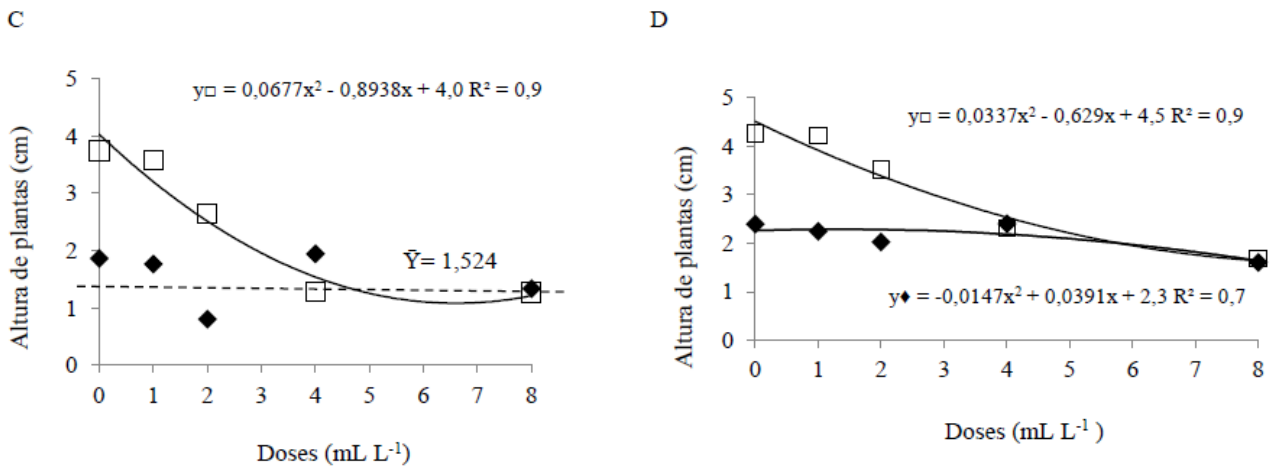 C
Altura de plantas (cm)
5
4
3
2
1
0
y□ = 0,0677x² - 0,8938x + 4,0 R² = 0,9
Ȳ= 1,524
0 1 2 3 4 5 6 7 8
Doses (mL L⁻¹)
D
Altura de plantas (cm)
5
4
3
2
1
0
y□ = 0,0337x² - 0,629x + 4,5 R² = 0,9
y♦ = -0,0147x² + 0,0391x + 2,3 R² = 0,7
0 1 2 3 4 5 6 7 8
Doses (mL L⁻¹ )